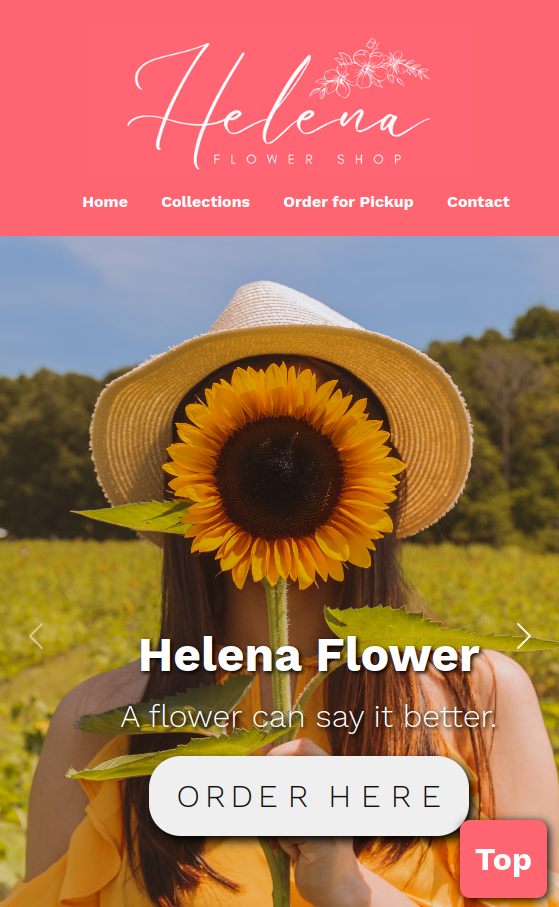 Helena
FLOWER SHOP
Home Collections Order for Pickup Contact
Helena Flower
A flower can say it better.
ORDER HERE
Top